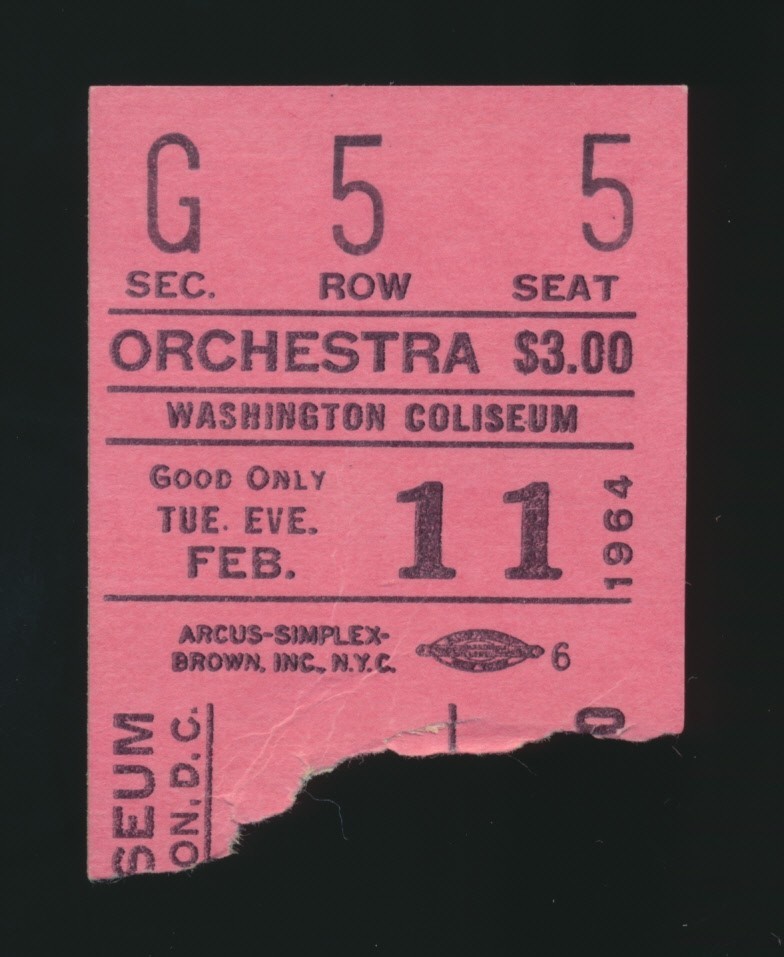 G 5 5
SEC. ROW SEAT
ORCHESTRA $3.00
WASHINGTON COLISEUM
GOOD ONLY
TUE. EVE.
FEB. 11 1964
ARCUS-SIMPLEX-
BROWN, INC., N.Y.C. 6
SEUM
ON, D.C.